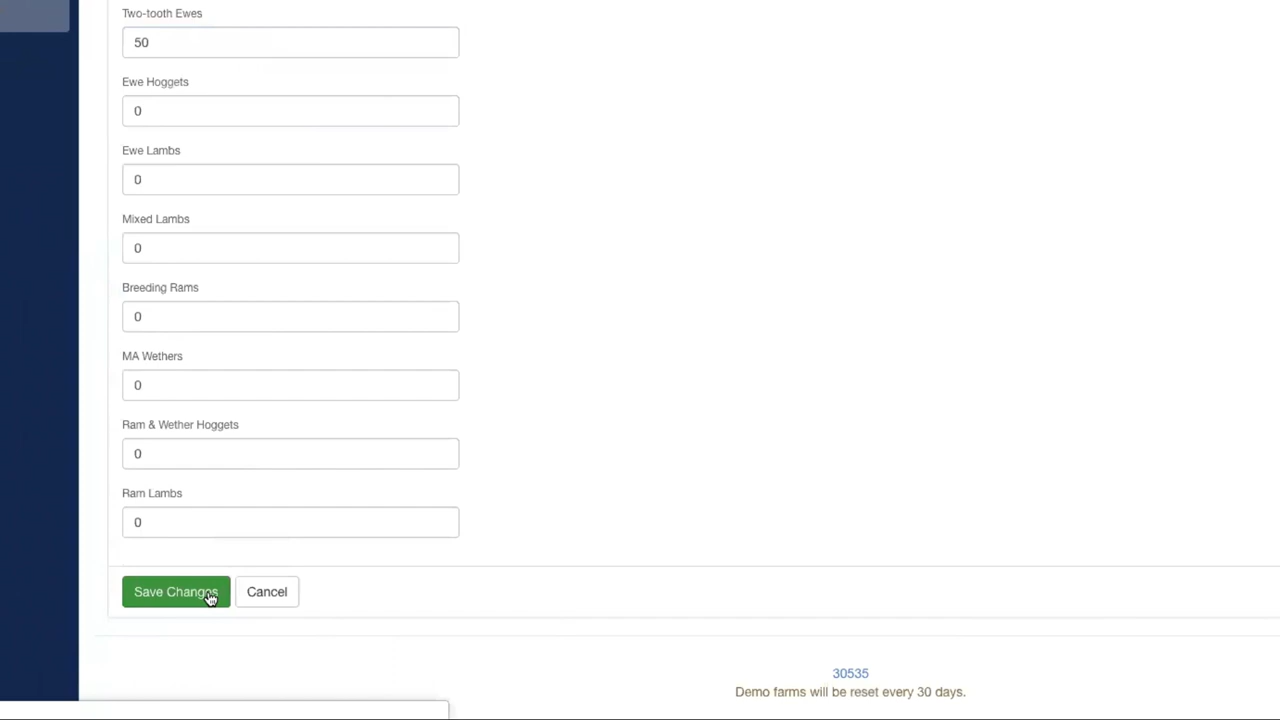 Two-tooth Ewes
50
Ewe Hoggets
0
Ewe Lambs
0
Mixed Lambs
0
Breeding Rams
0
MA Wethers
0
Ram & Wether Hoggets
0
Ram Lambs
0
Save Changes Cancel
30535
Demo farms will be reset every 30 days.